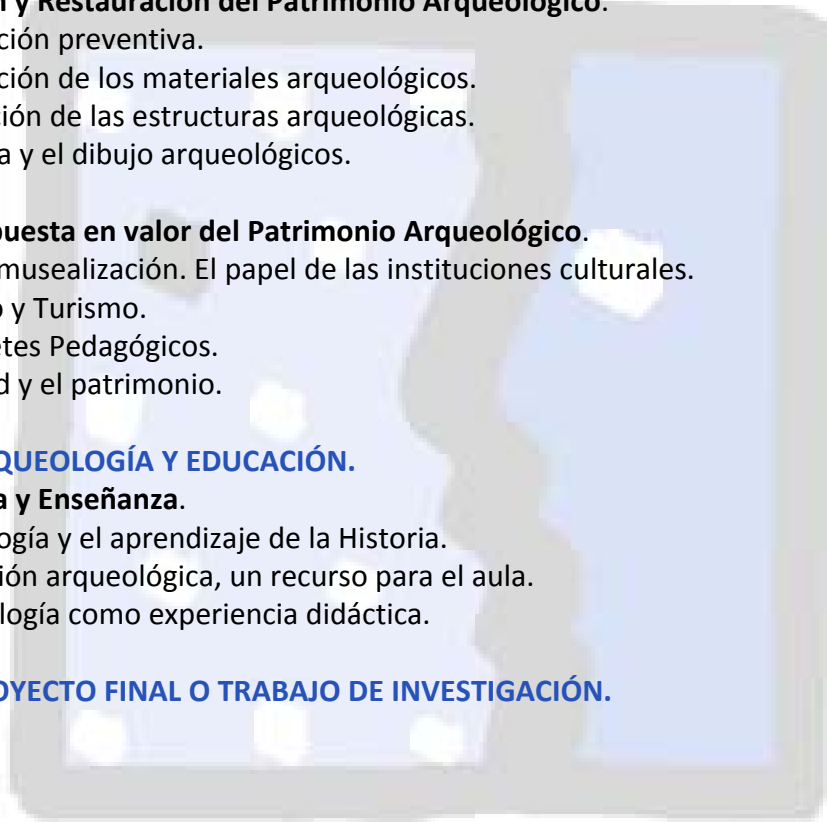 n y Restauración del Patrimonio Arqueológico.
ción preventiva.
ción de los materiales arqueológicos.
ción de las estructuras arqueológicas.
a y el dibujo arqueológicos.
puesta en valor del Patrimonio Arqueológico.
musealización. El papel de las instituciones culturales.
o y Turismo.
etes Pedagógicos.
d y el patrimonio.
QUEOLOGÍA Y EDUCACIÓN.
a y Enseñanza.
ogía y el aprendizaje de la Historia.
ión arqueológica, un recurso para el aula.
logía como experiencia didáctica.
OYECTO FINAL O TRABAJO DE INVESTIGACIÓN.